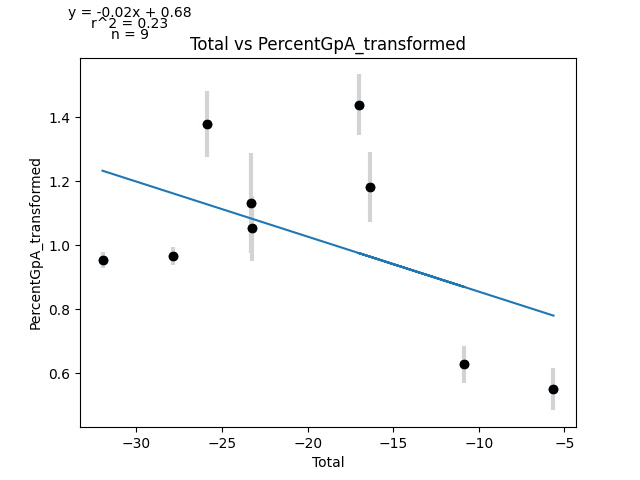 y = -0.02x + 0.68
r^2 = 0.23
n = 9
Total vs PercentGpA_transformed
PercentGpA_transformed
1.4
1.2
1.0
0.8
0.6
−30
−25
−20
−15
−10
−5
Total